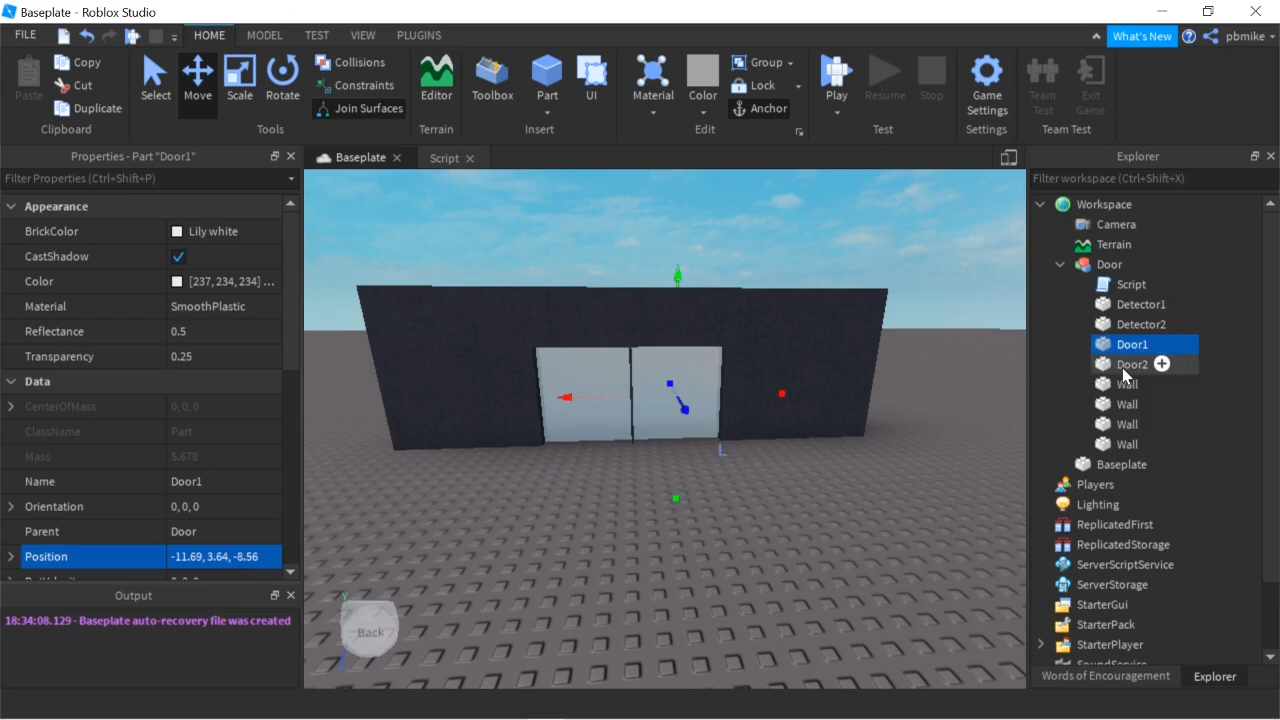 Baseplate - Roblox Studio
FILE HOME MODEL TEST VIEW PLUGINS What's New pbmike
Paste Copy Cut Duplicate Clipboard
Select Move Scale Rotate Collisions Constraints Join Surfaces Tools
Editor Terrain
Toolbox Part UI Insert
Material Color Group Lock Anchor Edit
Play Resume Stop Test
Game Settings Settings
Team Test Exit Game Team Test
Properties - Part "Door1"
Filter Properties (Ctrl+Shift+P)
Appearance
BrickColor Lily white
CastShadow
Color [237, 234, 234] ...
Material SmoothPlastic
Reflectance 0.5
Transparency 0.25
Data
CenterOfMass 0, 0, 0
ClassName Part
Mass 5.678
Name Door1
Orientation 0, 0, 0
Parent Door
Position -11.69, 3.64, -8.56
Output
18:34:08.129 - Baseplate auto-recovery file was created
Baseplate Script
L
Y
Back
Explorer
Filter workspace (Ctrl+Shift+X)
Workspace
Camera
Terrain
Door
Script
Detector1
Detector2
Door1
Door2
Wall
Wall
Wall
Wall
Baseplate
Players
Lighting
ReplicatedFirst
ReplicatedStorage
ServerScriptService
ServerStorage
StarterGui
StarterPack
StarterPlayer
Words of Encouragement Explorer